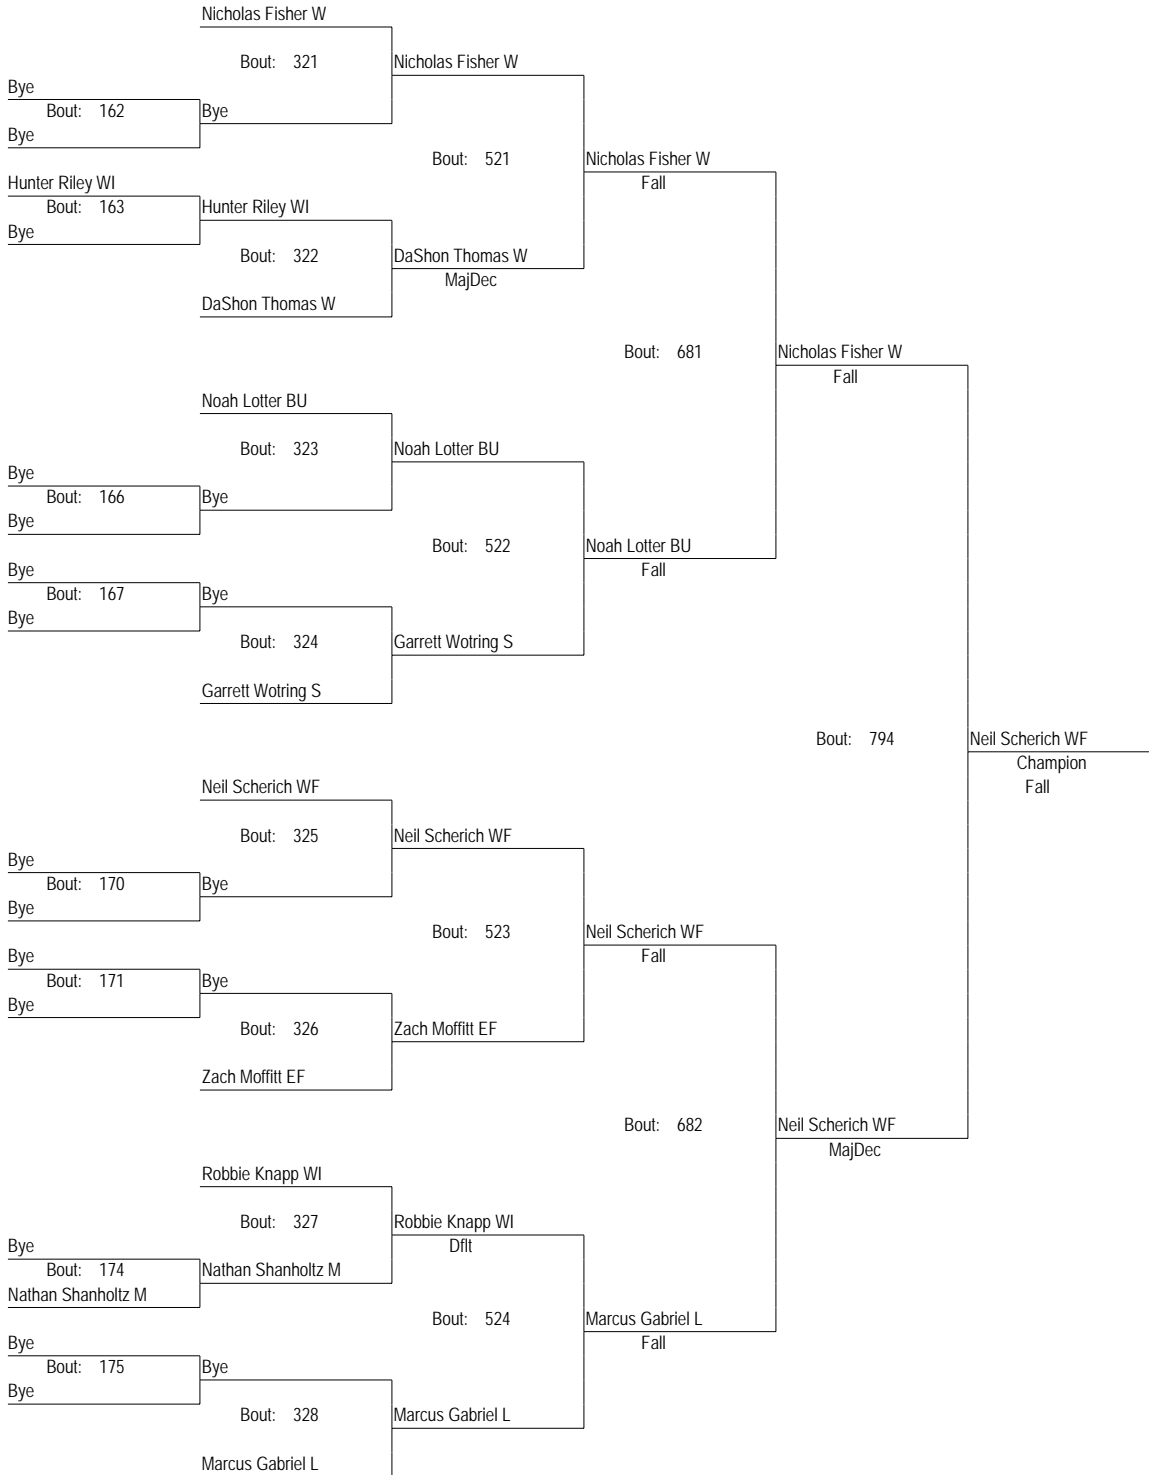 Nicholas Fisher W
Bout: 321
Nicholas Fisher W
Bye
Bout: 162
Bye
Bye
Bout: 521
Nicholas Fisher W
Fall
Hunter Riley WI
Bout: 163
Hunter Riley WI
Bye
Bout: 322
DaShon Thomas W
MajDec
DaShon Thomas W
Bout: 681
Nicholas Fisher W
Fall
Noah Lotter BU
Bout: 323
Noah Lotter BU
Bye
Bout: 166
Bye
Bye
Bout: 522
Noah Lotter BU
Fall
Bye
Bout: 167
Bye
Bye
Bout: 324
Garrett Wotring S
Garrett Wotring S
Bout: 794
Neil Scherich WF
Champion
Fall
Neil Scherich WF
Bout: 325
Neil Scherich WF
Bye
Bout: 170
Bye
Bye
Bout: 523
Neil Scherich WF
Fall
Bye
Bout: 171
Bye
Bye
Bout: 326
Zach Moffitt EF
Zach Moffitt EF
Bout: 682
Neil Scherich WF
MajDec
Robbie Knapp WI
Bout: 327
Robbie Knapp WI
Dflt
Bye
Bout: 174
Nathan Shanholtz M
Nathan Shanholtz M
Bout: 524
Marcus Gabriel L
Fall
Bye
Bout: 175
Bye
Bye
Bout: 328
Marcus Gabriel L
Marcus Gabriel L